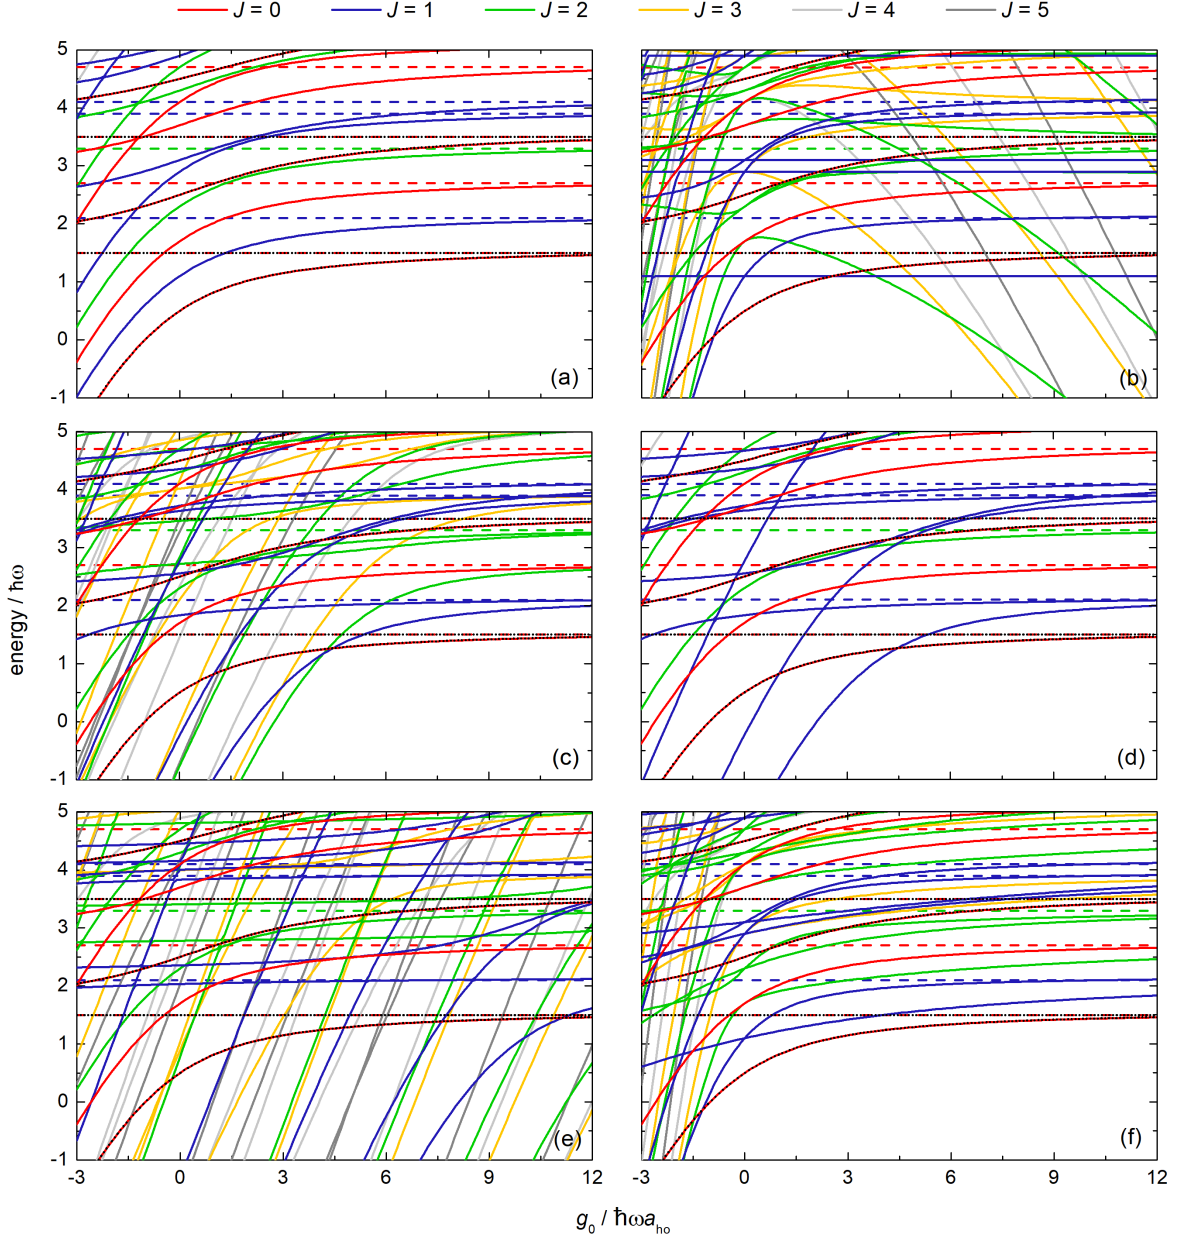 J = 0 J = 1 J = 2 J = 3 J = 4 J = 5
5
4
3
2
1
0
-1
(a)
(b)
5
4
3
2
1
0
-1
(c)
(d)
energy / ħω
5
4
3
2
1
0
-1
(e)
(f)
-3 0 3 6 9 12
-3 0 3 6 9 12
g₀ / ħωaₕₒ